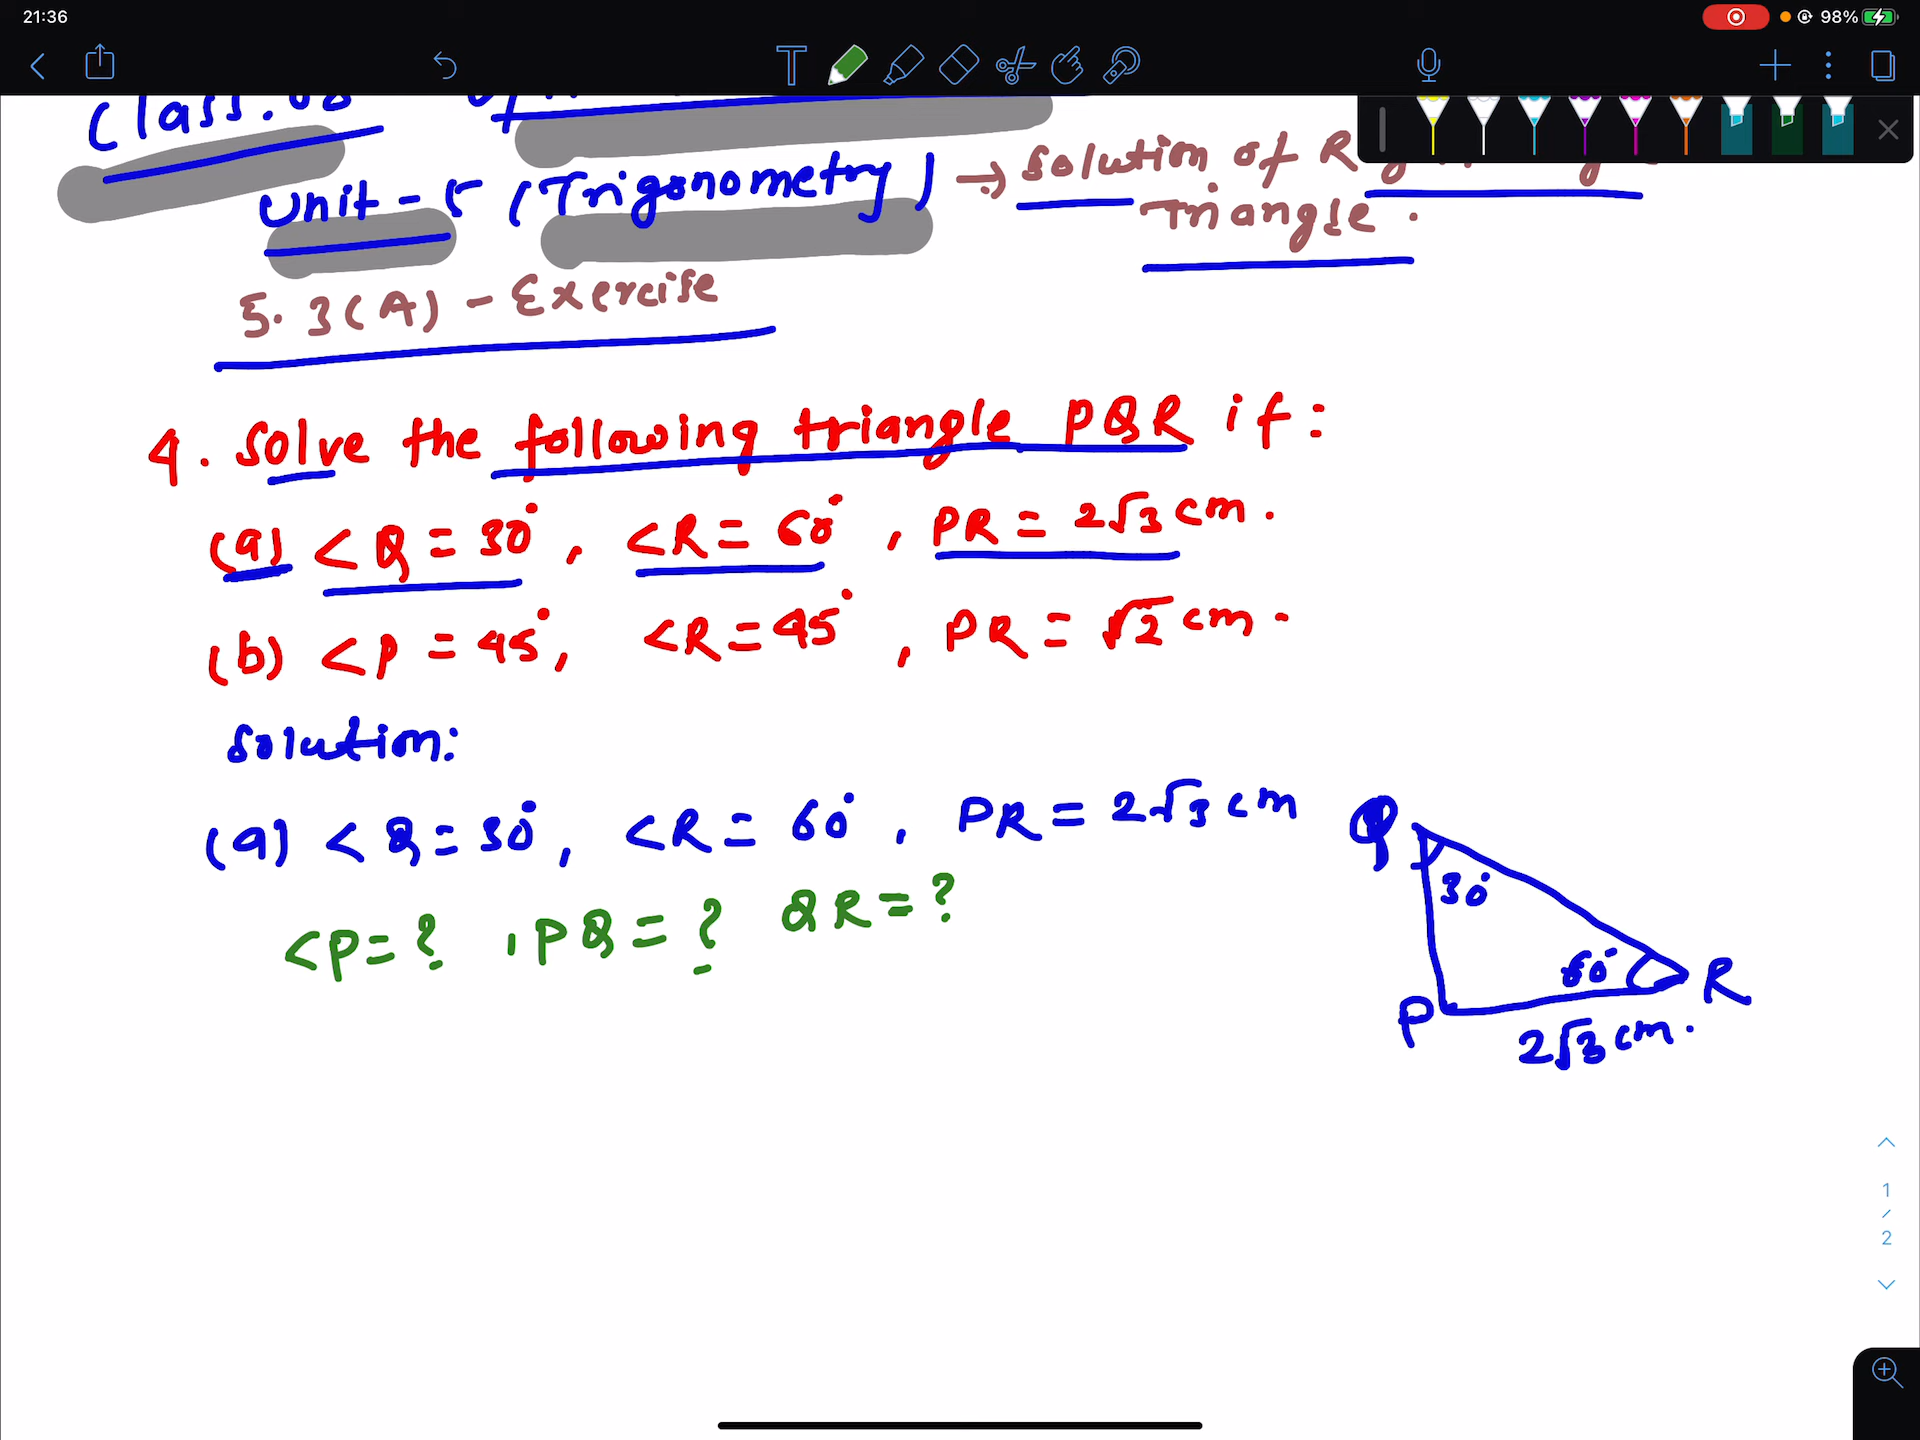 21:36
98%
Class:08
Unit - 5 (Trigonometry) → Solution of
Triangle.
5.3(A) - Exercise
4. Solve the following triangle PQR if:
(a) <Q = 30°, <R = 60°, PR = 2√3 cm.
(b) <P = 45°, <R = 45°, PR = √2 cm.
Solution:
(a) <Q = 30°, <R = 60°, PR = 2√3 cm
<P = ?, PQ = ? QR = ?
Q
30°
60° R
P
2√3 cm.
1
/
2